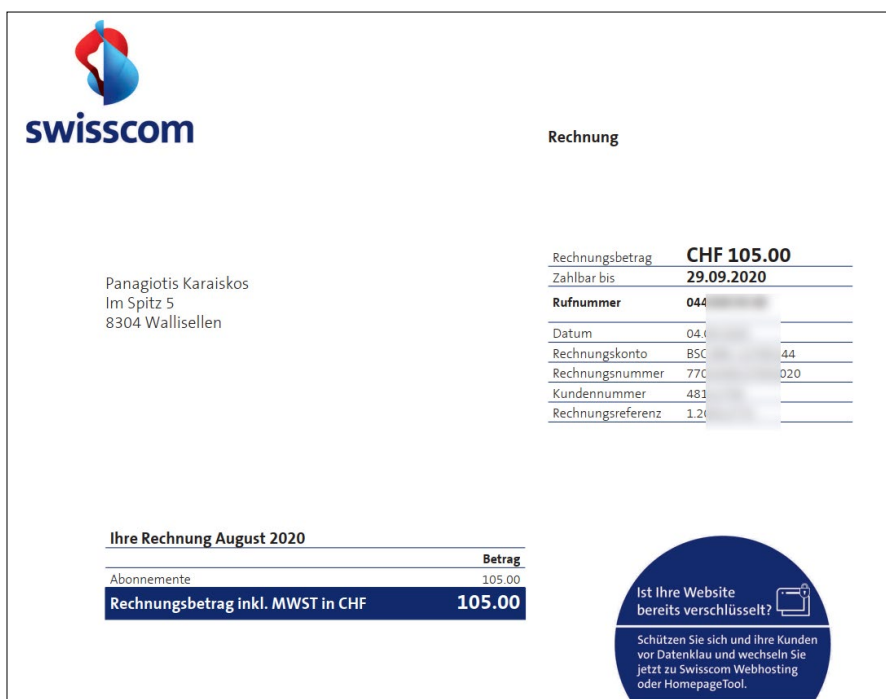 swisscom
Rechnung
Panagiotis Karaiskos
Im Spitz 5
8304 Wallisellen
Rechnungsbetrag CHF 105.00
Zahlbar bis 29.09.2020
Rufnummer 044
Datum 04.
Rechnungskonto BSC 44
Rechnungsnummer 770 020
Kundennummer 481
Rechnungsreferenz 1.20
Ihre Rechnung August 2020
Betrag
Abonnemente 105.00
Rechnungsbetrag inkl. MWST in CHF 105.00
Ist Ihre Website
bereits verschlüsselt?
Schützen Sie sich und ihre Kunden
vor Datenklau und wechseln Sie
jetzt zu Swisscom Webhosting
oder HomepageTool.